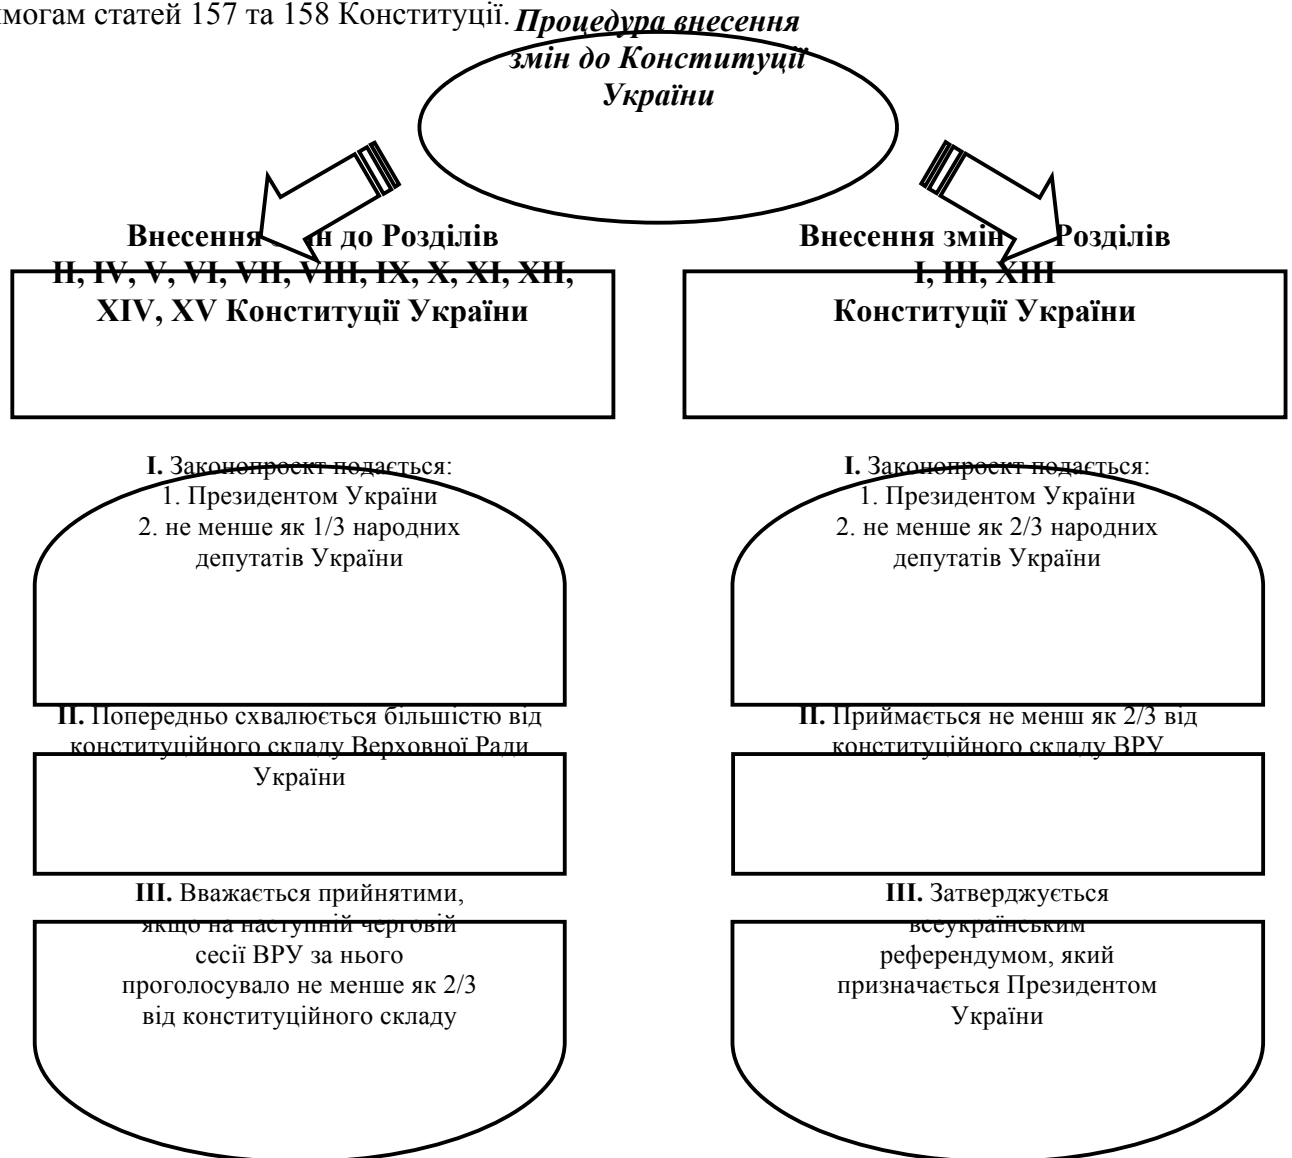 имогам статей 157 та 158 Конституції.
Процедура внесення
змін до Конституції
України
Внесення змін до Розділів
II, IV, V, VI, VII, VIII, IX, X, XI, XII,
XIV, XV Конституції України
Внесення змін Розділів
I, III, XIII
Конституції України
I. Законопроект подається:
1. Президентом України
2. не менше як 1/3 народних
депутатів України
II. Попередньо схвалюється більшістю від
конституційного складу Верховної Ради
України
III. Вважається прийнятими,
якщо на наступній черговій
сесії ВРУ за нього
проголосувало не менше як 2/3
від конституційного складу
I. Законопроект подається:
1. Президентом України
2. не менше як 2/3 народних
депутатів України
II. Приймається не менш як 2/3 від
конституційного складу ВРУ
III. Затверджується
всеукраїнським
референдумом, який
призначається Президентом
України